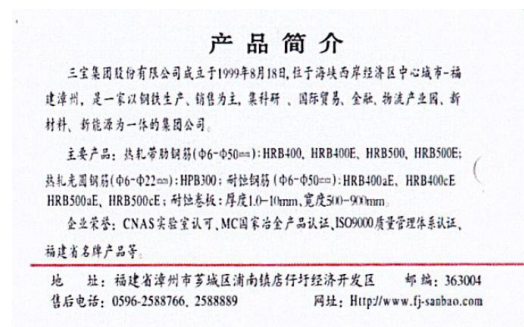 产品简介
三宝集团股份有限公司成立于1999年8月18日,位于海峡西岸经济区中心城市-福
建漳州，是一家以钢铁生产、销售为主，集科研、国际贸易、金融、物流产业园、新
材料、新能源为一体的集团公司。
主要产品：热轧带肋钢筋(Φ6-Φ50mm):HRB400、HRB400E、HRB500、HRB500E;
热轧光圆钢筋(Φ6-Φ22mm):HPB300；耐蚀钢筋(Φ6-Φ50mm):HRB400aE、HRB400cE
HRB500aE、HRB500cE；耐蚀卷板：厚度1.0-10mm,宽度500-900mm。
企业荣誉：CNAS实验室认可、MC国家冶金产品认证、ISO9000质量管理体系认证、
福建省名牌产品等。
地 址：福建省漳州市芗城区浦南镇店仔圩经济开发区 邮编：363004
售后电话：0596-2588766、2588889 网址：Http://www.fj-sanbao.com